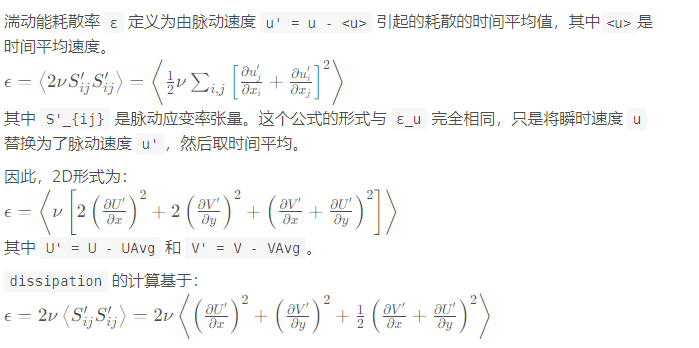 湍动能耗散率 ε 定义为由脉动速度 u' = u - <u> 引起的耗散的时间平均值，其中 <u> 是
时间平均速度。
$\epsilon = \langle 2\nu S'_{ij} S'_{ij} \rangle = \left\langle \frac{1}{2}\nu \sum_{i,j} \left[ \frac{\partial u'_j}{\partial x_i} + \frac{\partial u'_i}{\partial x_j} \right]^2 \right\rangle$
其中 S'_{ij} 是脉动应变率张量。这个公式的形式与 ε_u 完全相同，只是将瞬时速度 u
替换为了脉动速度 u'，然后取时间平均。
因此，2D形式为：
$\epsilon = \left\langle \nu \left[ 2 \left( \frac{\partial U'}{\partial x} \right)^2 + 2 \left( \frac{\partial V'}{\partial y} \right)^2 + \left( \frac{\partial V'}{\partial x} + \frac{\partial U'}{\partial y} \right)^2 \right] \right\rangle$
其中 U' = U - UAvg 和 V' = V - VAvg 。
dissipation 的计算基于：
$\epsilon = 2\nu \left\langle S'_{ij} S'_{ij} \right\rangle = 2\nu \left\langle \left( \frac{\partial U'}{\partial x} \right)^2 + \left( \frac{\partial V'}{\partial y} \right)^2 + \frac{1}{2} \left( \frac{\partial V'}{\partial x} + \frac{\partial U'}{\partial y} \right)^2 \right\rangle$